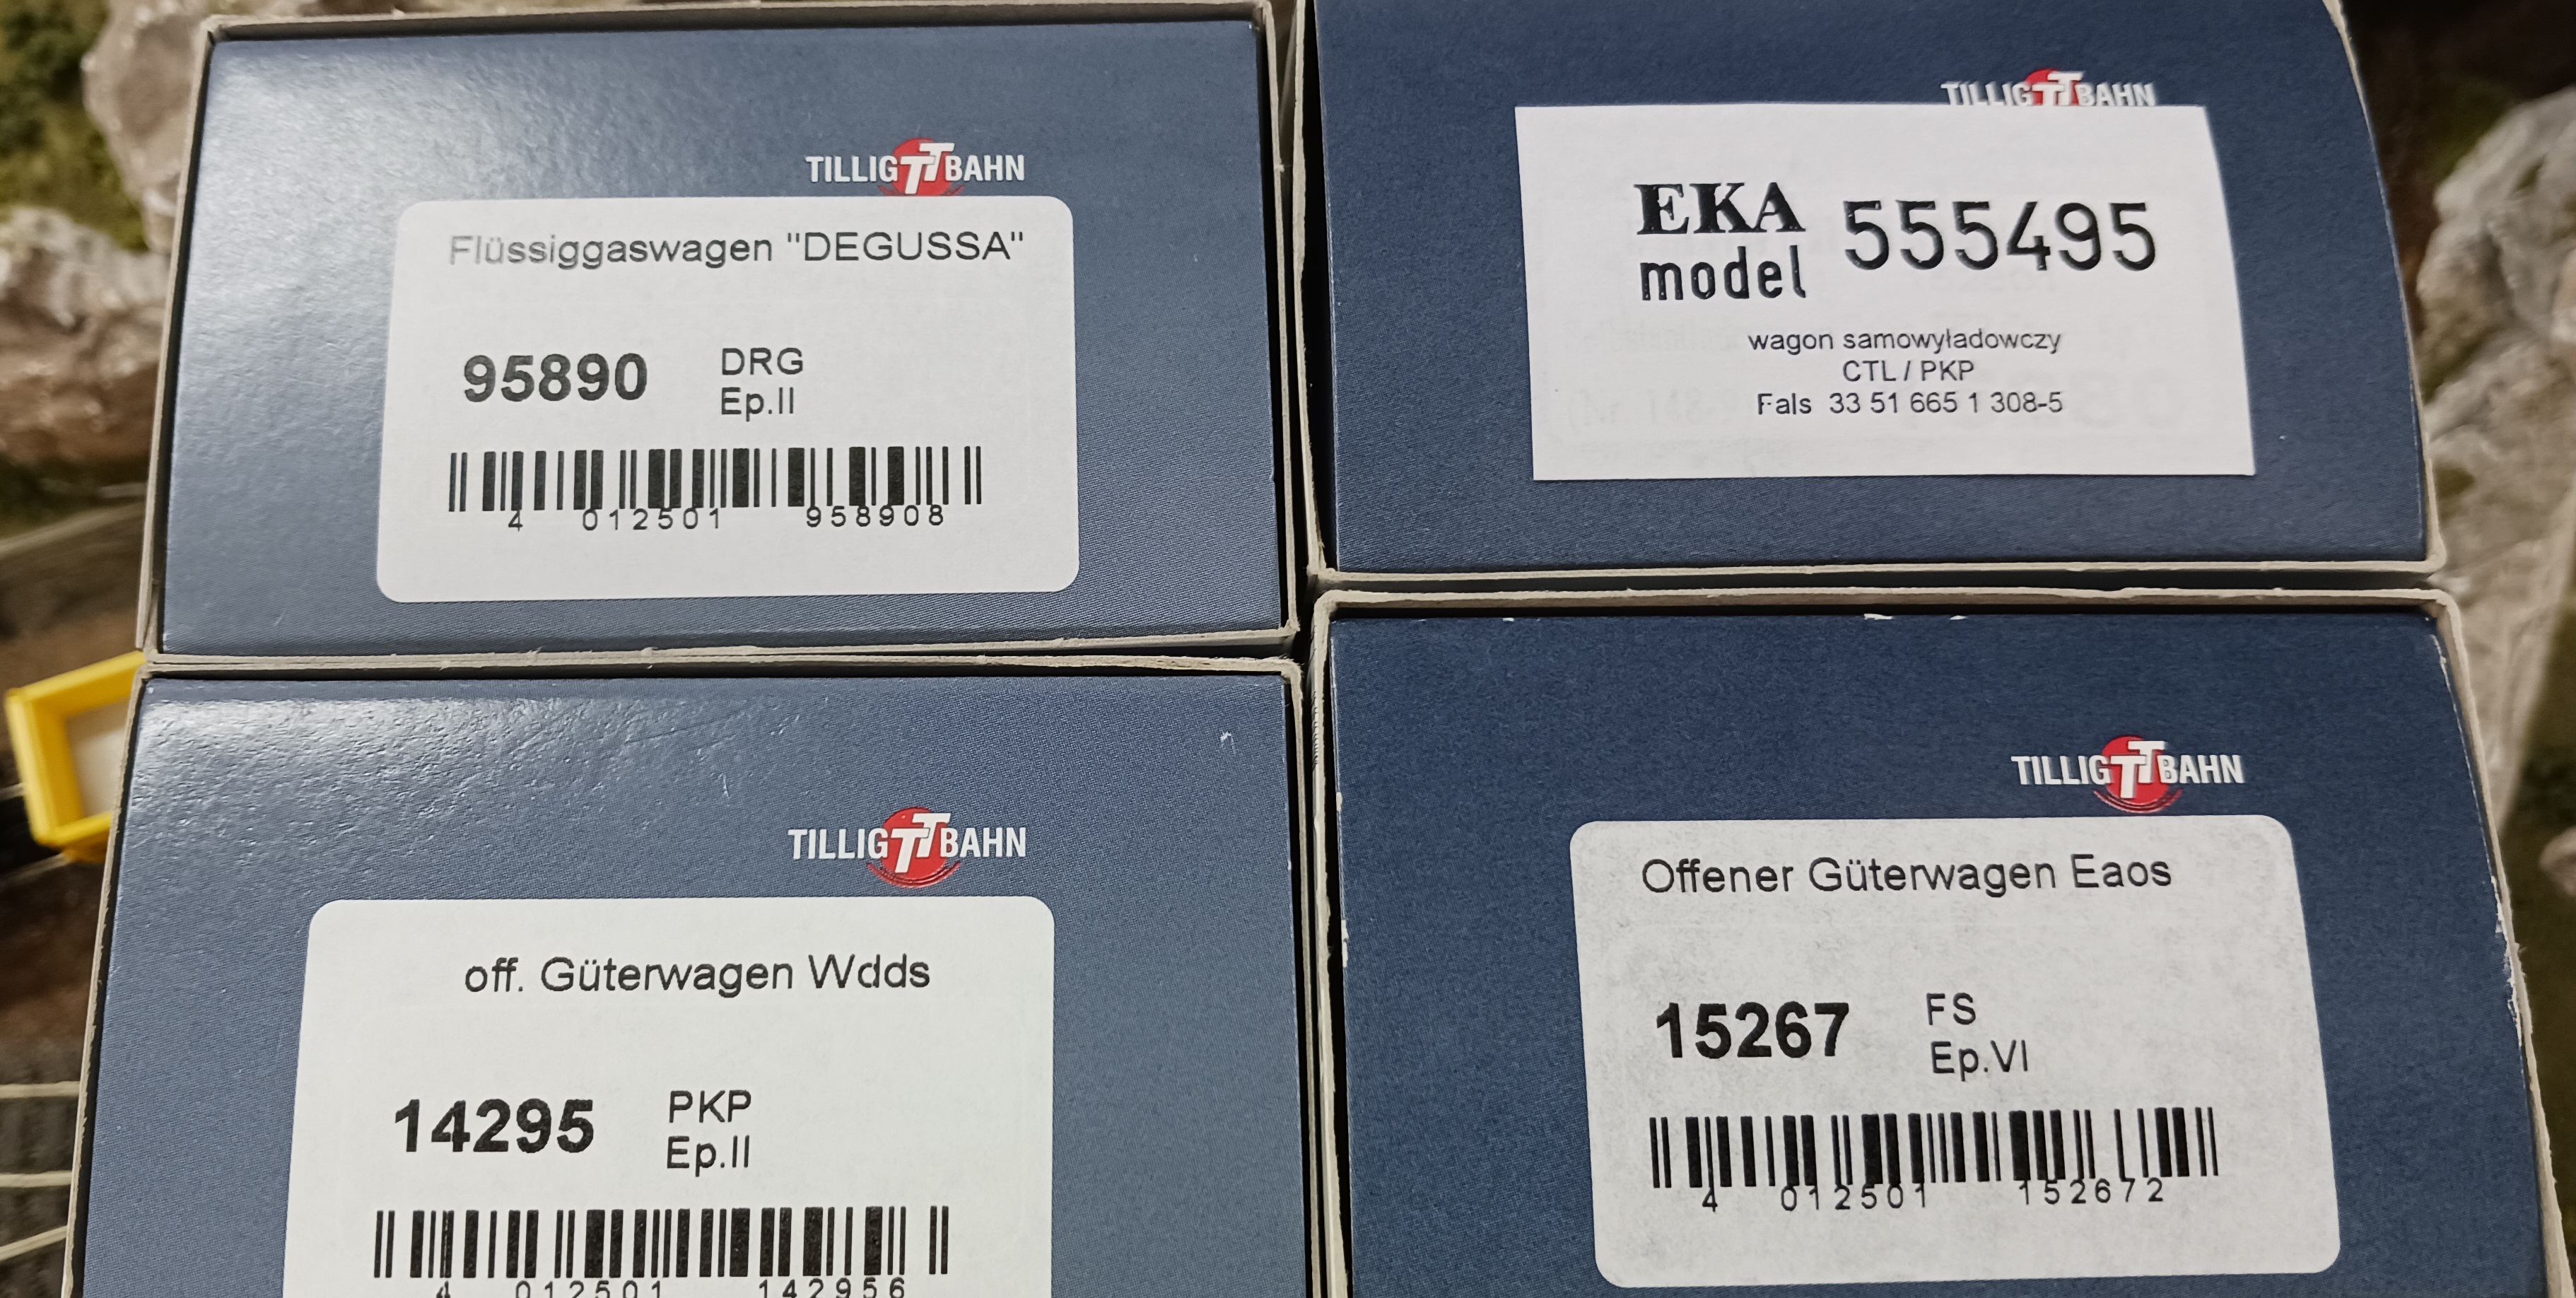 TILLIG TT BAHN
Flüssiggaswagen "DEGUSSA"
95890
DRG
Ep.II
4 012501 958908
TILLIG TT BAHN
EKA
model
555495
wagon samowyładowczy
CTL / PKP
Fals 33 51 665 1 308-5
TILLIG TT BAHN
off. Güterwagen Wdds
14295
PKP
Ep.II
4 012501 142956
TILLIG TT BAHN
Offener Güterwagen Eaos
15267
FS
Ep.VI
4 012501 152672